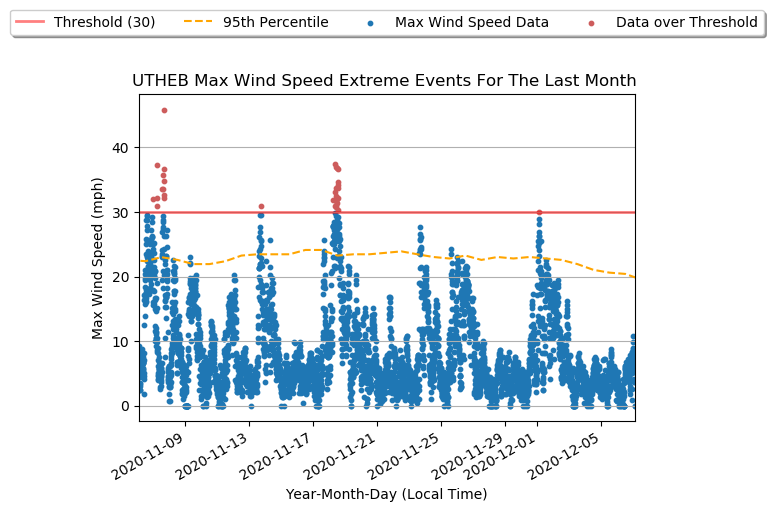 Threshold (30) 95th Percentile Max Wind Speed Data Data over Threshold
UTHEB Max Wind Speed Extreme Events For The Last Month
Max Wind Speed (mph)
40
30
20
10
0
2020-11-09 2020-11-13 2020-11-17 2020-11-21 2020-11-25 2020-11-29 2020-12-01 2020-12-05
Year-Month-Day (Local Time)